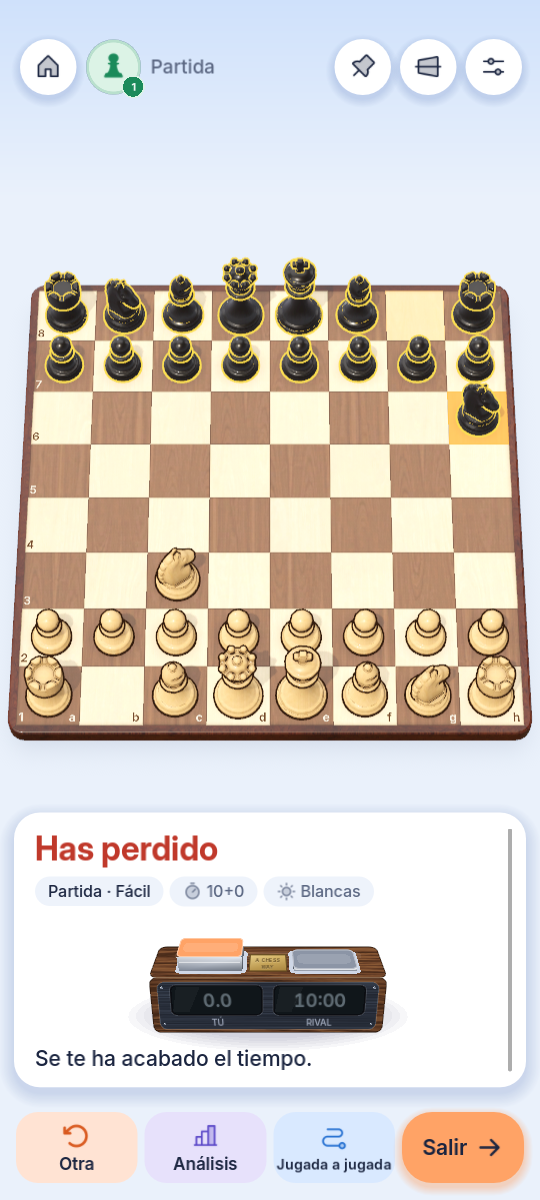 Partida
1
8
7
6
5
4
3
2
1 a b c d e f g h
Has perdido
Partida · Fácil
10+0
Blancas
A CHESS
0.0
10:00
TÚ
RIVAL
Se te ha acabado el tiempo.
Otra
Análisis
Jugada a jugada
Salir